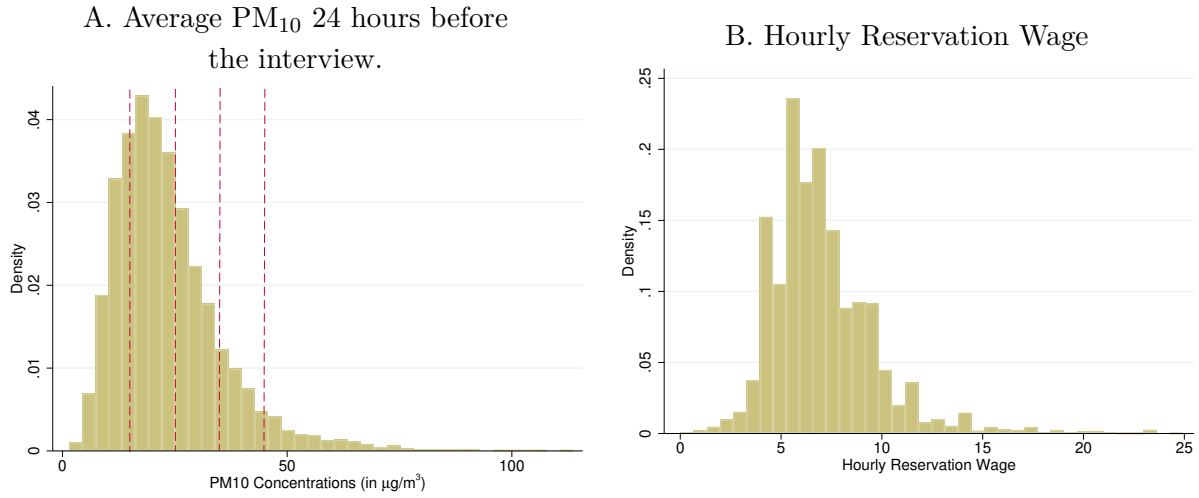 A. Average PM₁₀ 24 hours before
the interview.
Density
.04
.03
.02
.01
0
0 50 100
PM10 Concentrations (in μg/m³)
B. Hourly Reservation Wage
Density
.25
.2
.15
.1
.05
0
0 5 10 15 20 25
Hourly Reservation Wage